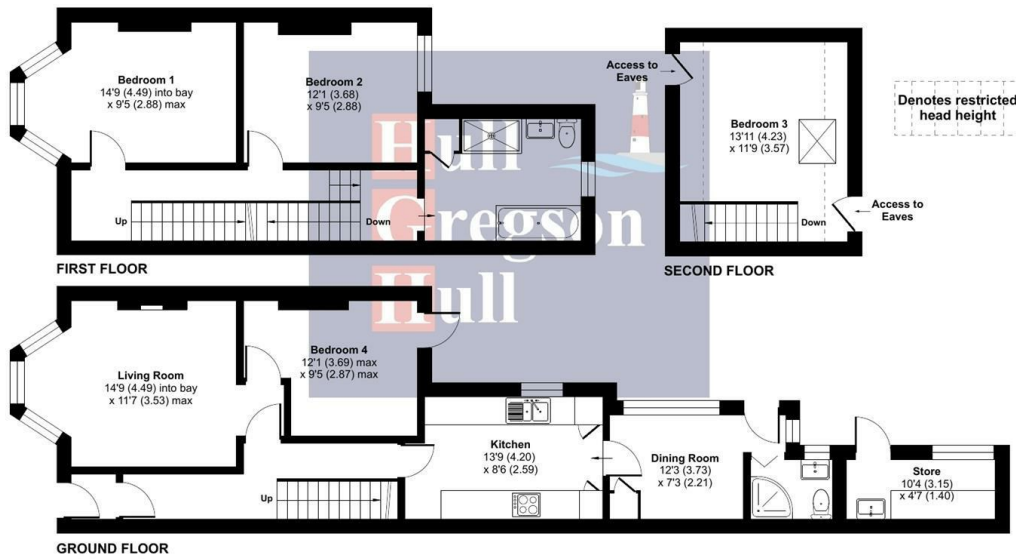 Bedroom 1
14'9 (4.49) into bay
x 9'5 (2.88) max
Bedroom 2
12'1 (3.68)
x 9'5 (2.88)
Up
Down
FIRST FLOOR
Access to
Eaves
Bedroom 3
13'11 (4.23)
x 11'9 (3.57)
Down
Access to
Eaves
SECOND FLOOR
Denotes restricted
head height
Hull
Gregson
Hull
Living Room
14'9 (4.49) into bay
x 11'7 (3.53) max
Bedroom 4
12'1 (3.69) max
x 9'5 (2.87) max
Up
Kitchen
13'9 (4.20)
x 8'6 (2.59)
Dining Room
12'3 (3.73)
x 7'3 (2.21)
Store
10'4 (3.15)
x 4'7 (1.40)
GROUND FLOOR